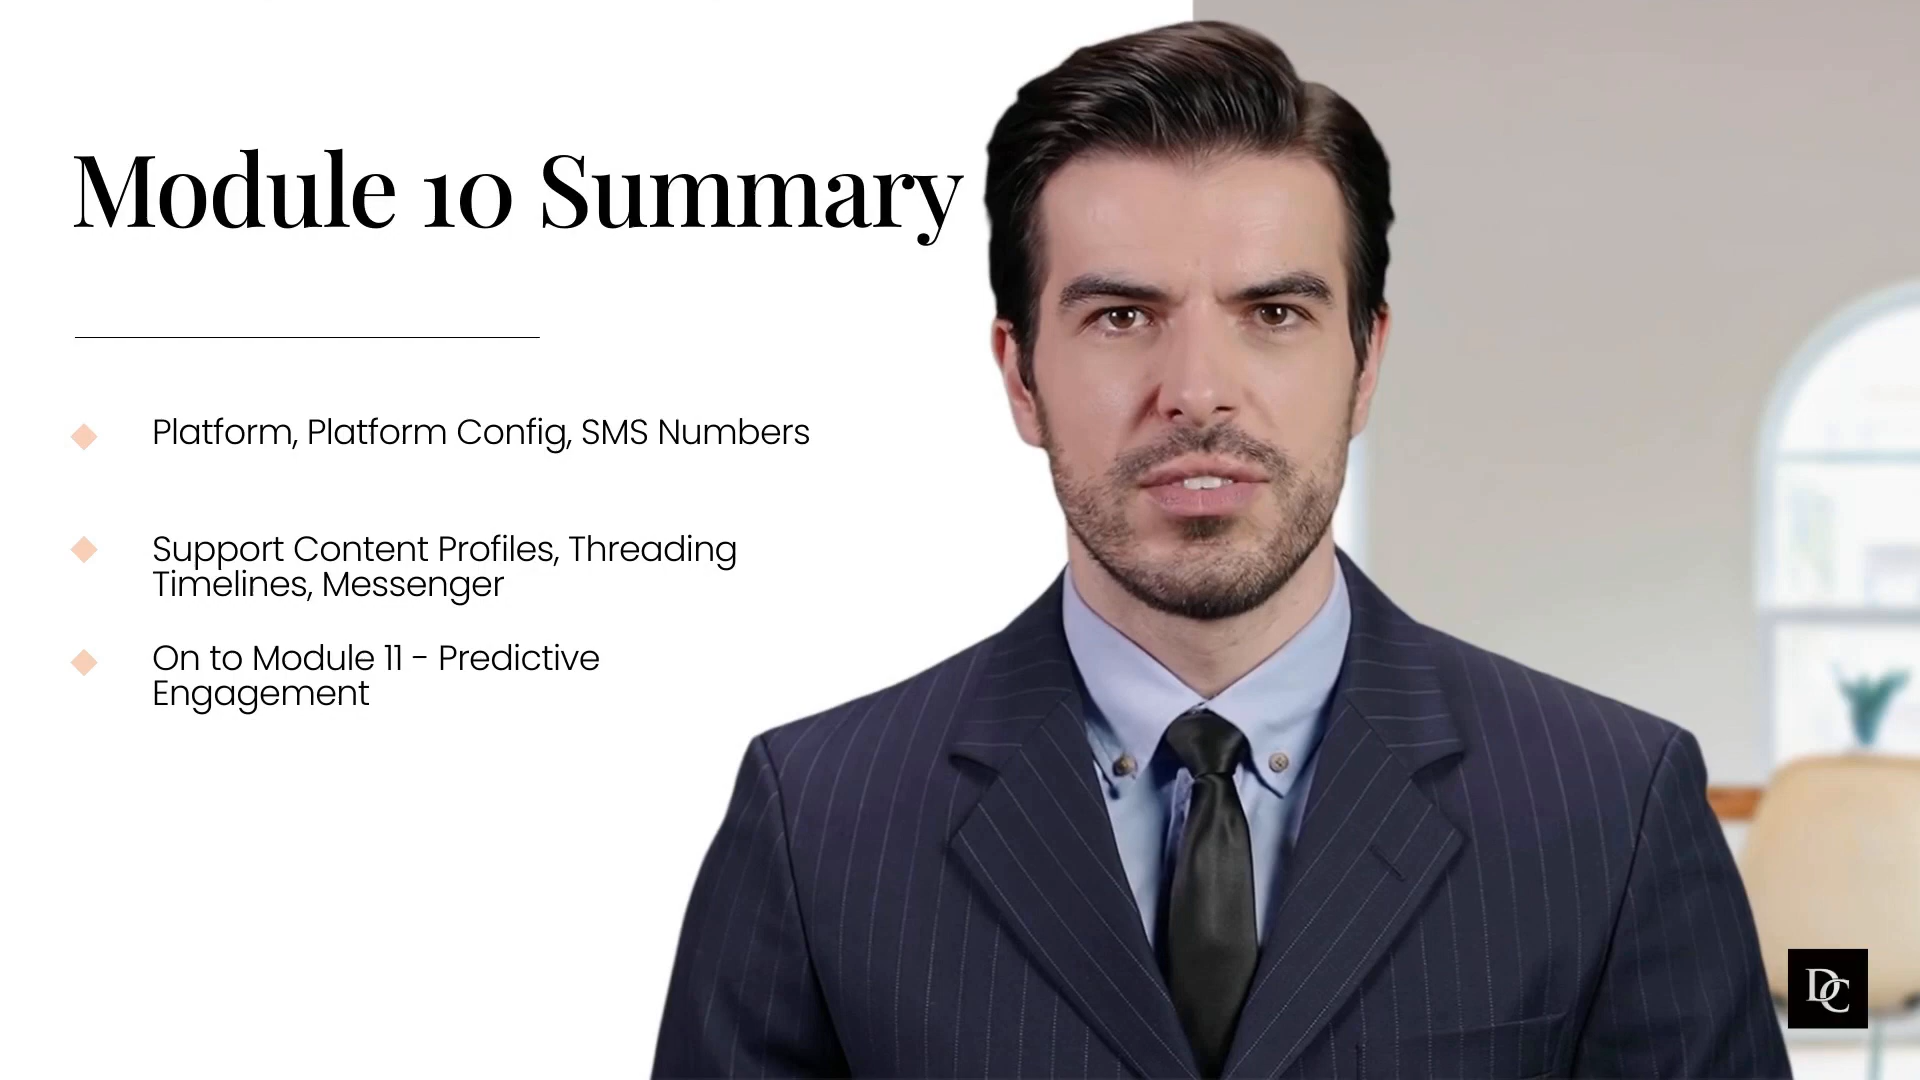 Module 10 Summary
Platform, Platform Config, SMS Numbers
Support Content Profiles, Threading
Timelines, Messenger
On to Module 11 - Predictive
Engagement
DC